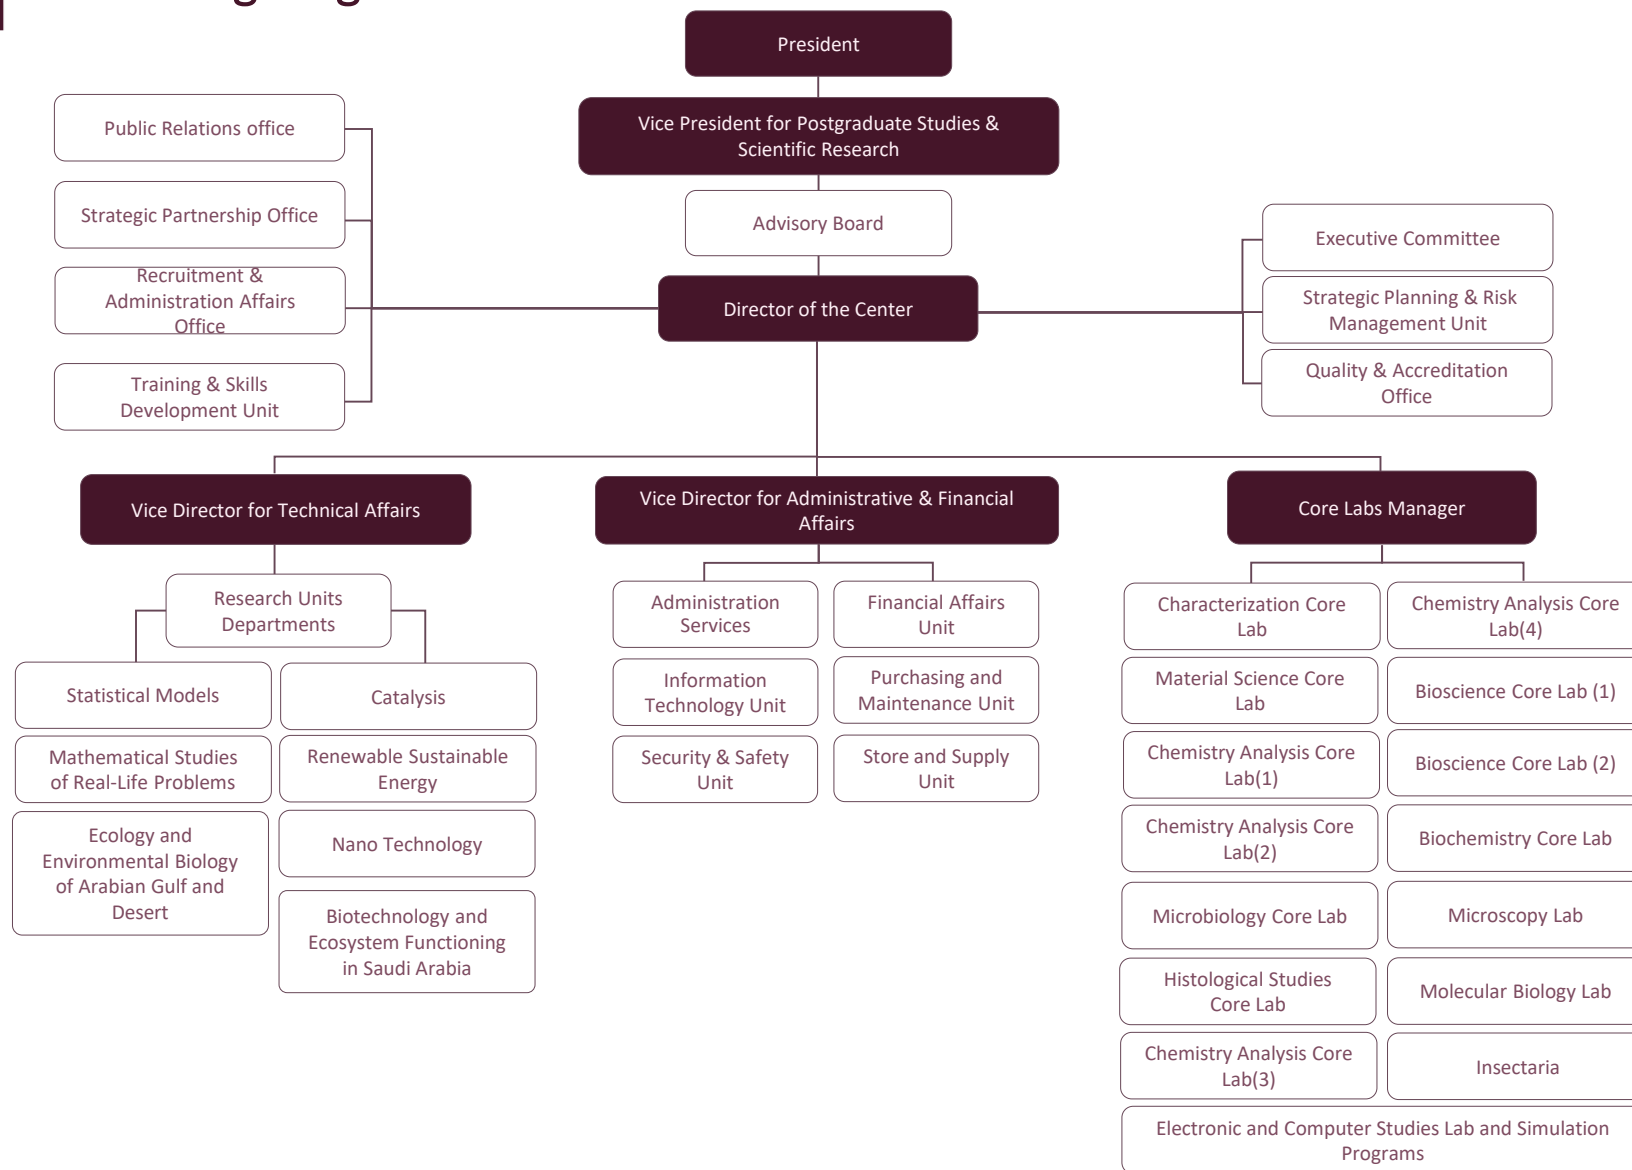 President
Vice President for Postgraduate Studies &
Scientific Research
Advisory Board
Director of the Center
Public Relations office
Strategic Partnership Office
Recruitment &
Administration Affairs
Office
Training & Skills
Development Unit
Executive Committee
Strategic Planning & Risk
Management Unit
Quality & Accreditation
Office
Vice Director for Technical Affairs
Research Units
Departments
Statistical Models
Mathematical Studies
of Real-Life Problems
Ecology and
Environmental Biology
of Arabian Gulf and
Desert
Catalysis
Renewable Sustainable
Energy
Nano Technology
Biotechnology and
Ecosystem Functioning
in Saudi Arabia
Vice Director for Administrative & Financial
Affairs
Administration
Services
Information
Technology Unit
Security & Safety
Unit
Financial Affairs
Unit
Purchasing and
Maintenance Unit
Store and Supply
Unit
Core Labs Manager
Characterization Core
Lab
Material Science Core
Lab
Chemistry Analysis Core
Lab(1)
Chemistry Analysis Core
Lab(2)
Microbiology Core Lab
Histological Studies
Core Lab
Chemistry Analysis Core
Lab(3)
Chemistry Analysis Core
Lab(4)
Bioscience Core Lab (1)
Bioscience Core Lab (2)
Biochemistry Core Lab
Microscopy Lab
Molecular Biology Lab
Insectaria
Electronic and Computer Studies Lab and Simulation
Programs